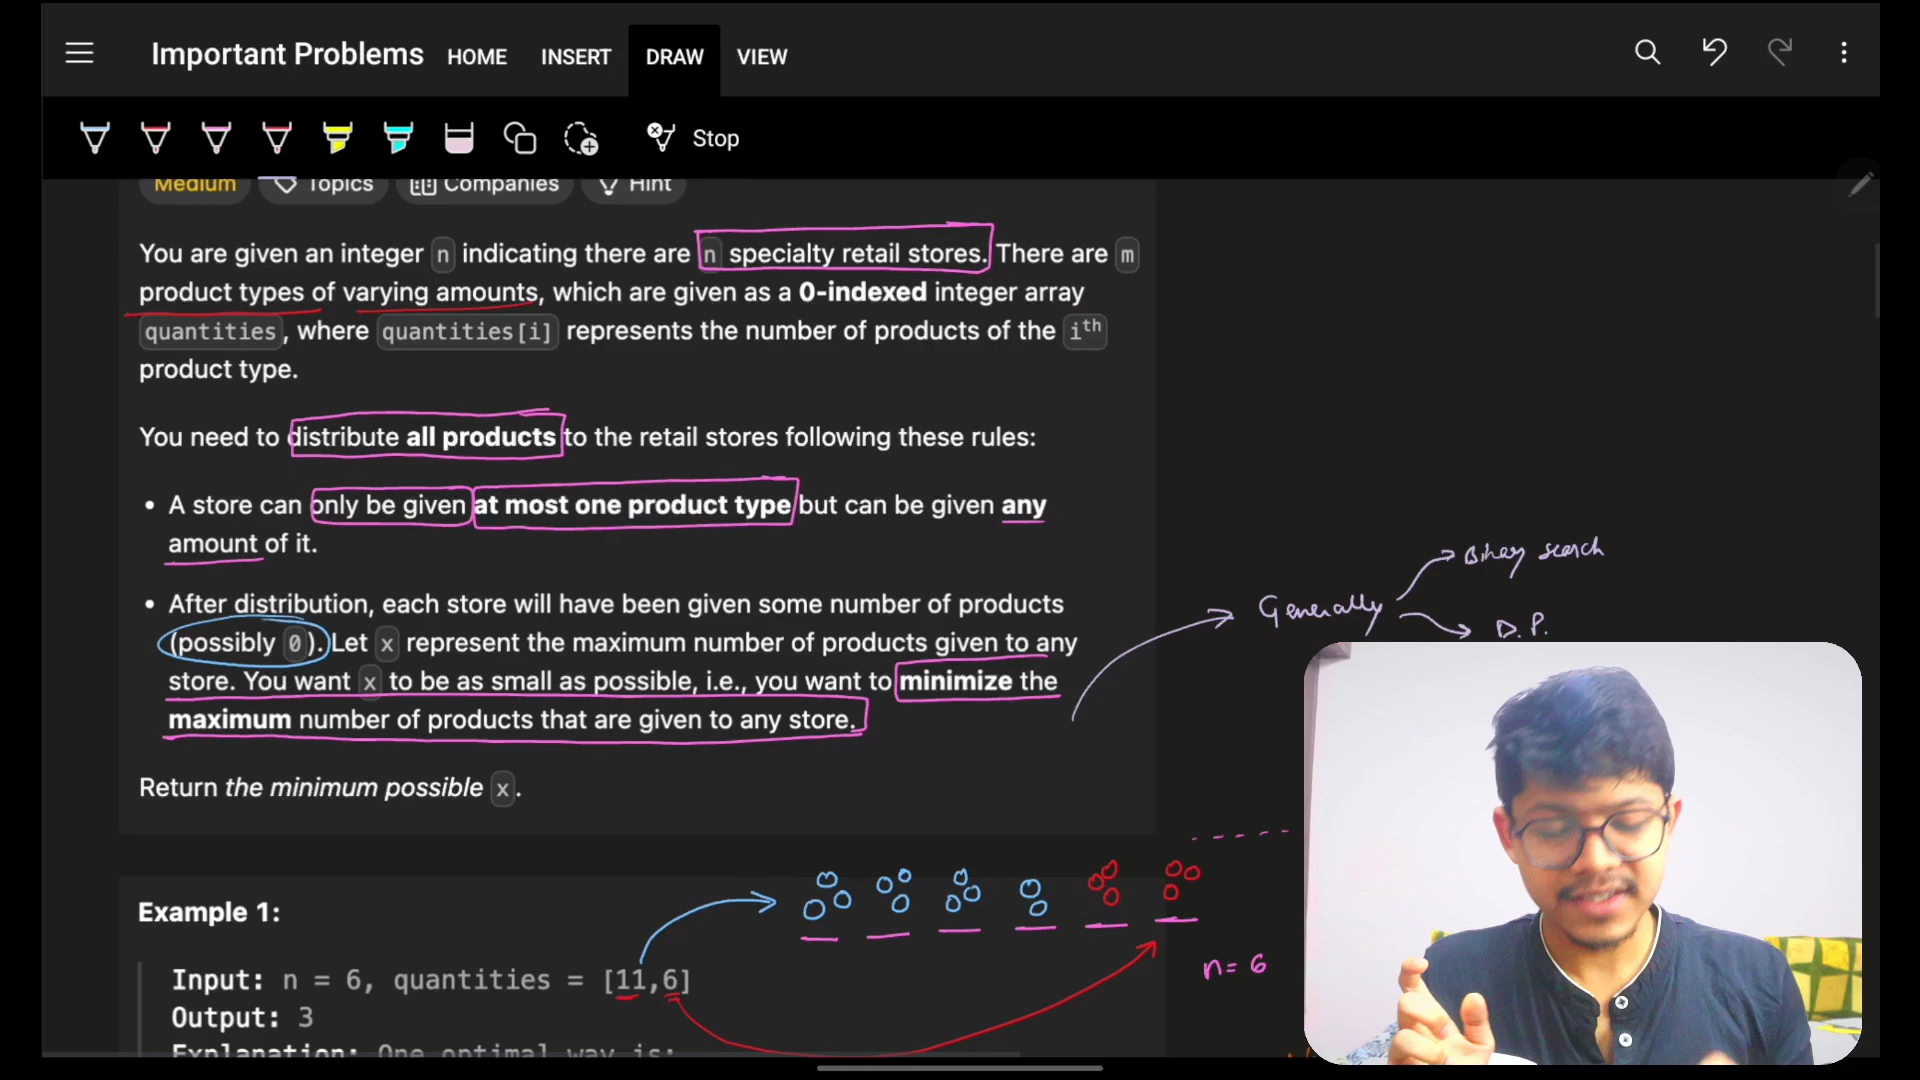 Important Problems HOME INSERT DRAW VIEW
Stop
Medium Topics Companies Hint
You are given an integer n indicating there are n specialty retail stores. There are m
product types of varying amounts, which are given as a 0-indexed integer array
quantities, where quantities[i] represents the number of products of the ith
product type.
You need to distribute all products to the retail stores following these rules:
• A store can only be given at most one product type but can be given any
amount of it.
• After distribution, each store will have been given some number of products
(possibly 0). Let x represent the maximum number of products given to any
store. You want x to be as small as possible, i.e., you want to minimize the
maximum number of products that are given to any store.
Return the minimum possible x.
Generally
Binary search
D.P.
Example 1:
Input: n = 6, quantities = [11,6]
Output: 3
Explanation: One optimal way is:
n = 6